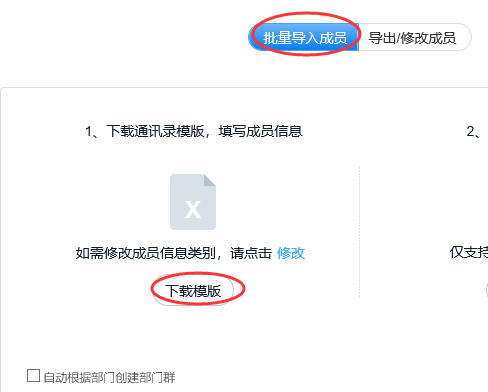 批量导入成员 导出/修改成员
1、下载通讯录模版，填写成员信息
2、
X
如需修改成员信息类别，请点击 修改
仅支持
下载模版
自动根据部门创建部门群